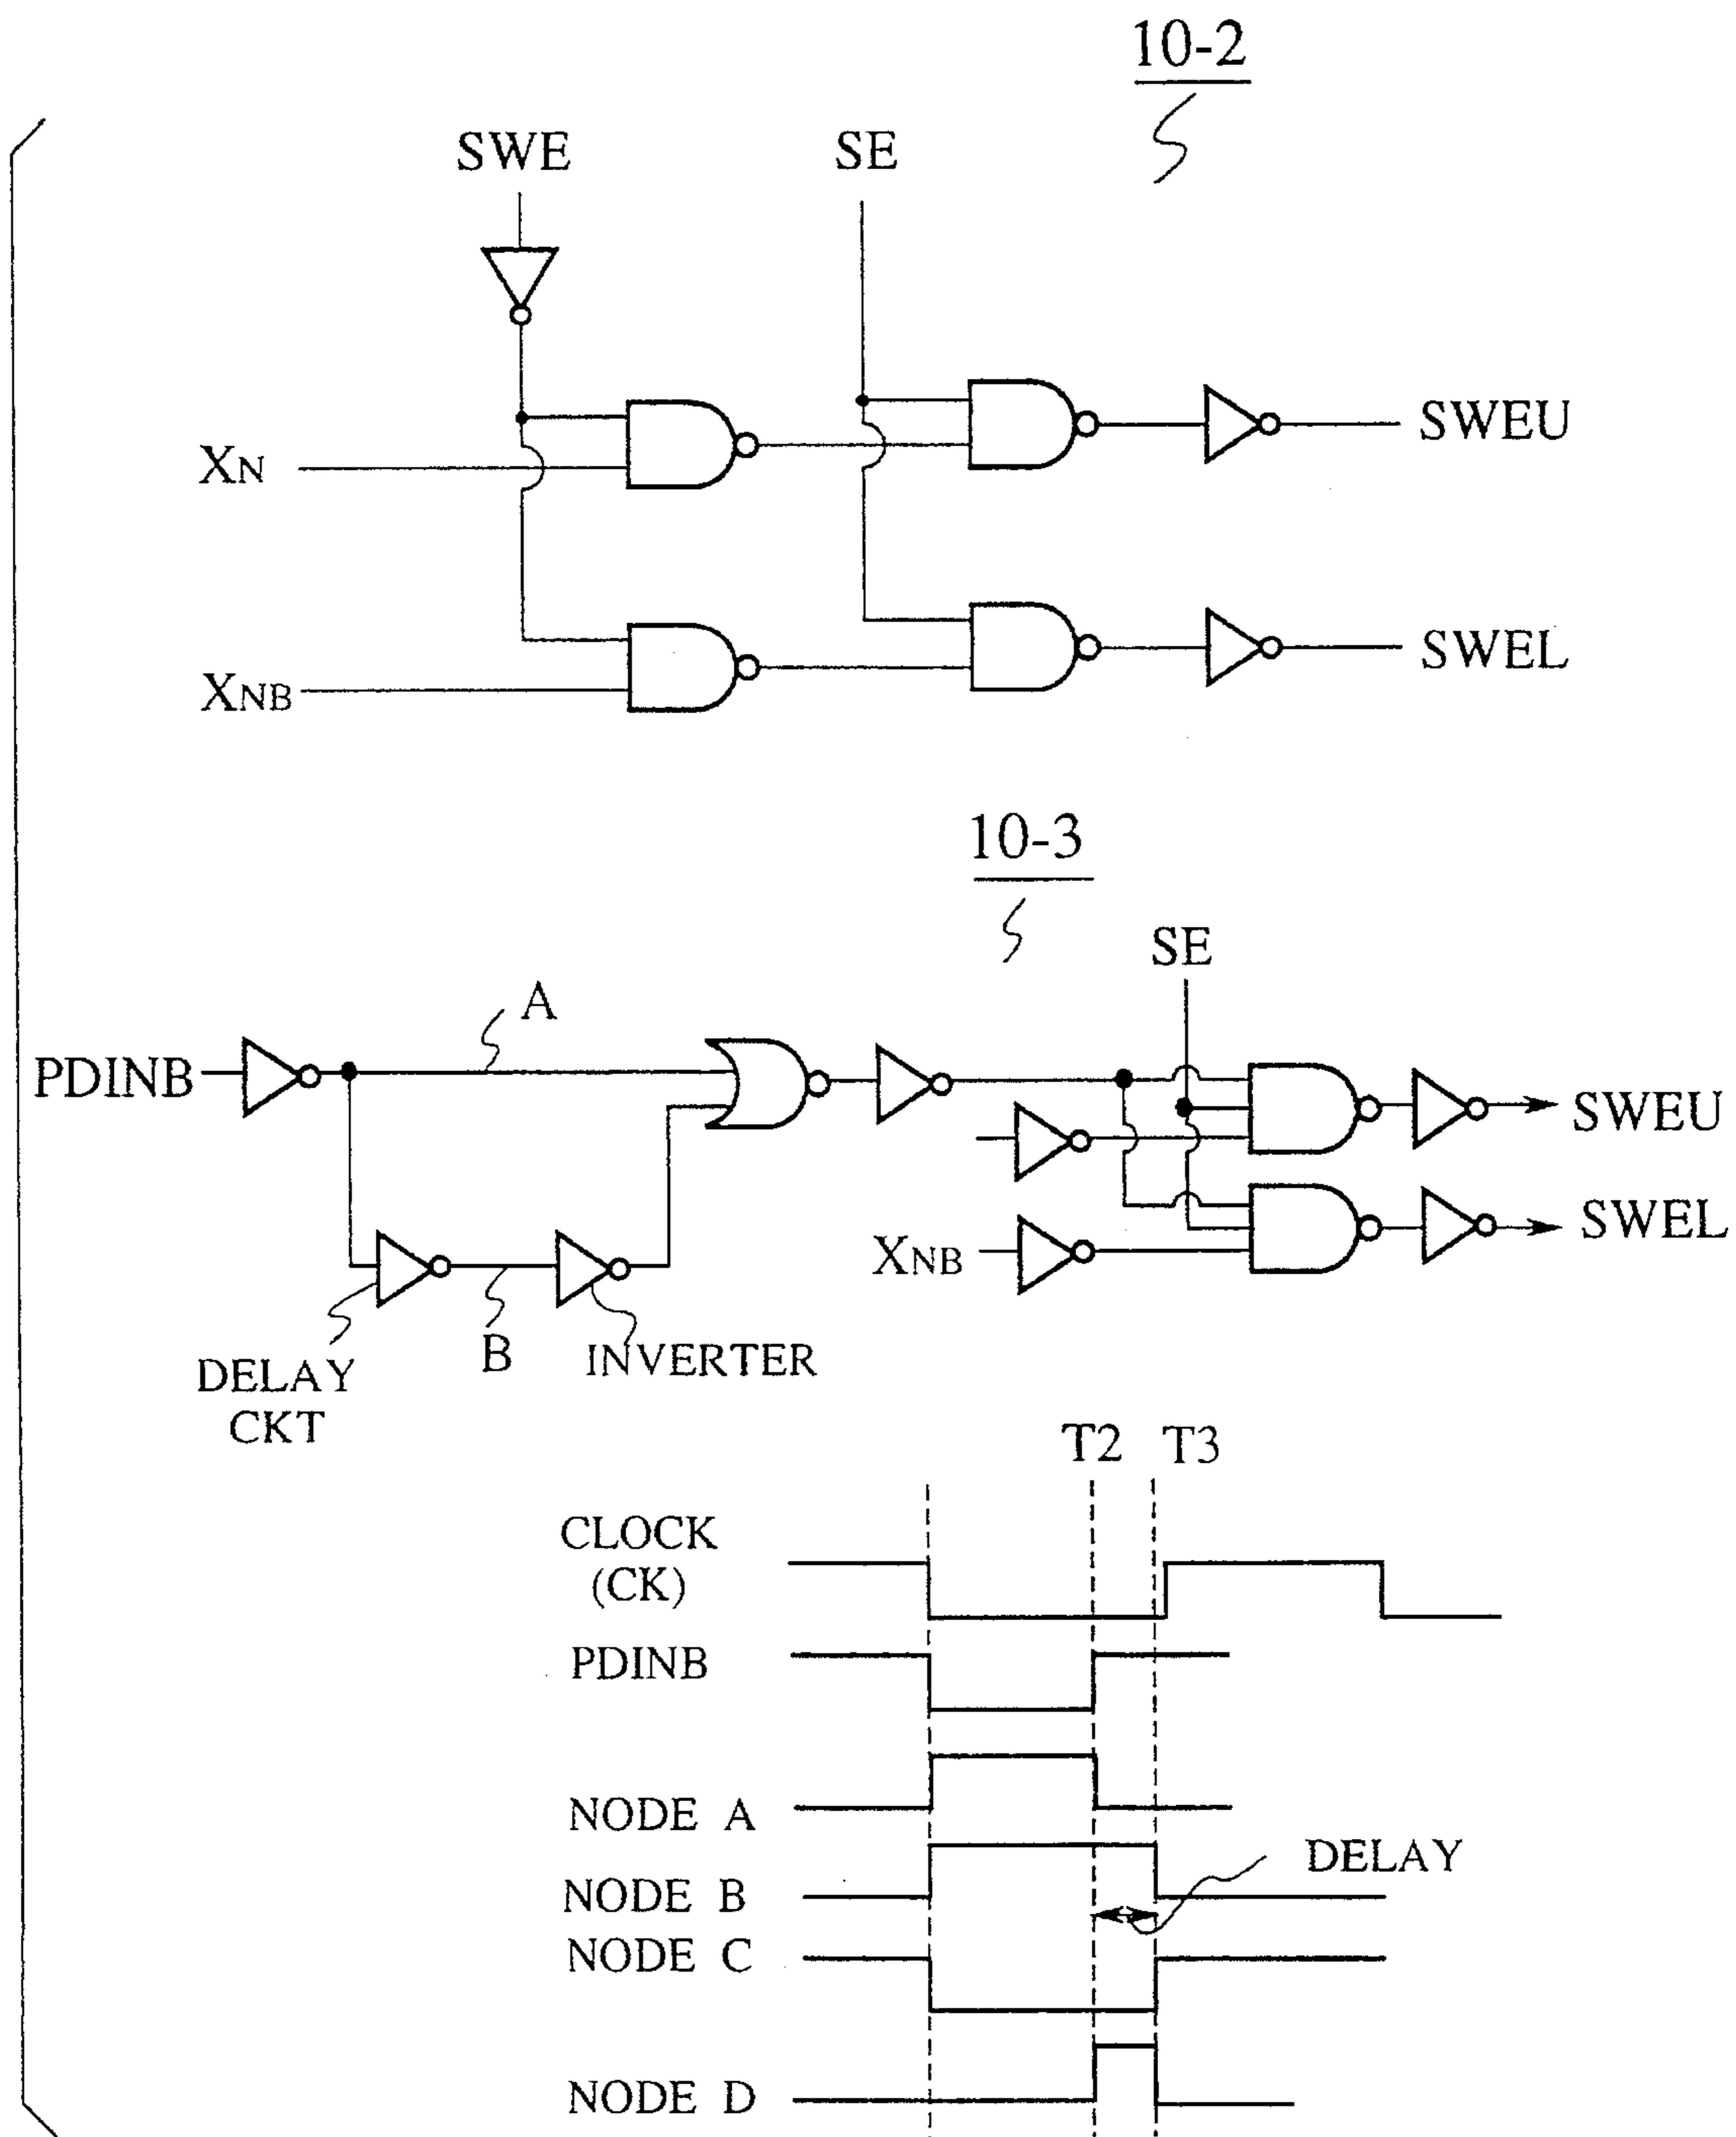 10-2
SWE
SE
XN
SWEU
XNB
SWEL
10-3
SE
A
PDINB
SWEU
SWEL
XNB
B
INVERTER
DELAY
CKT
T2
T3
CLOCK
(CK)
PDINB
NODE A
DELAY
NODE B
NODE C
NODE D